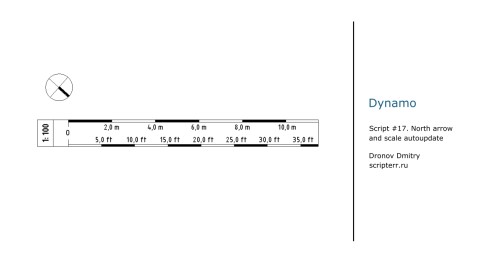 1: 100
0
2,0 m 4,0 m 6,0 m 8,0 m 10,0 m
5,0 ft 10,0 ft 15,0 ft 20,0 ft 25,0 ft 30,0 ft 35,0 ft
Dynamo
Script #17. North arrow
and scale autoupdate
Dronov Dmitry
scripterr.ru